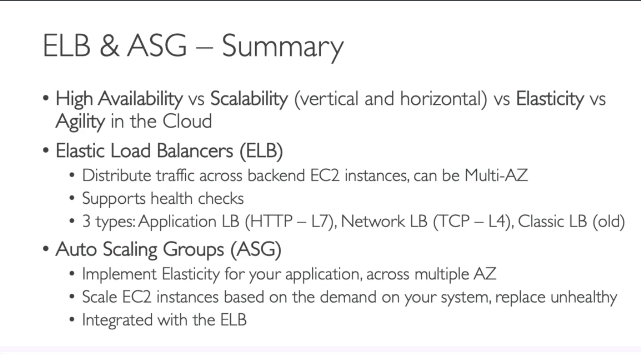 ELB & ASG – Summary
• High Availability vs Scalability (vertical and horizontal) vs Elasticity vs
Agility in the Cloud
• Elastic Load Balancers (ELB)
• Distribute traffic across backend EC2 instances, can be Multi-AZ
• Supports health checks
• 3 types: Application LB (HTTP – L7), Network LB (TCP – L4), Classic LB (old)
• Auto Scaling Groups (ASG)
• Implement Elasticity for your application, across multiple AZ
• Scale EC2 instances based on the demand on your system, replace unhealthy
• Integrated with the ELB